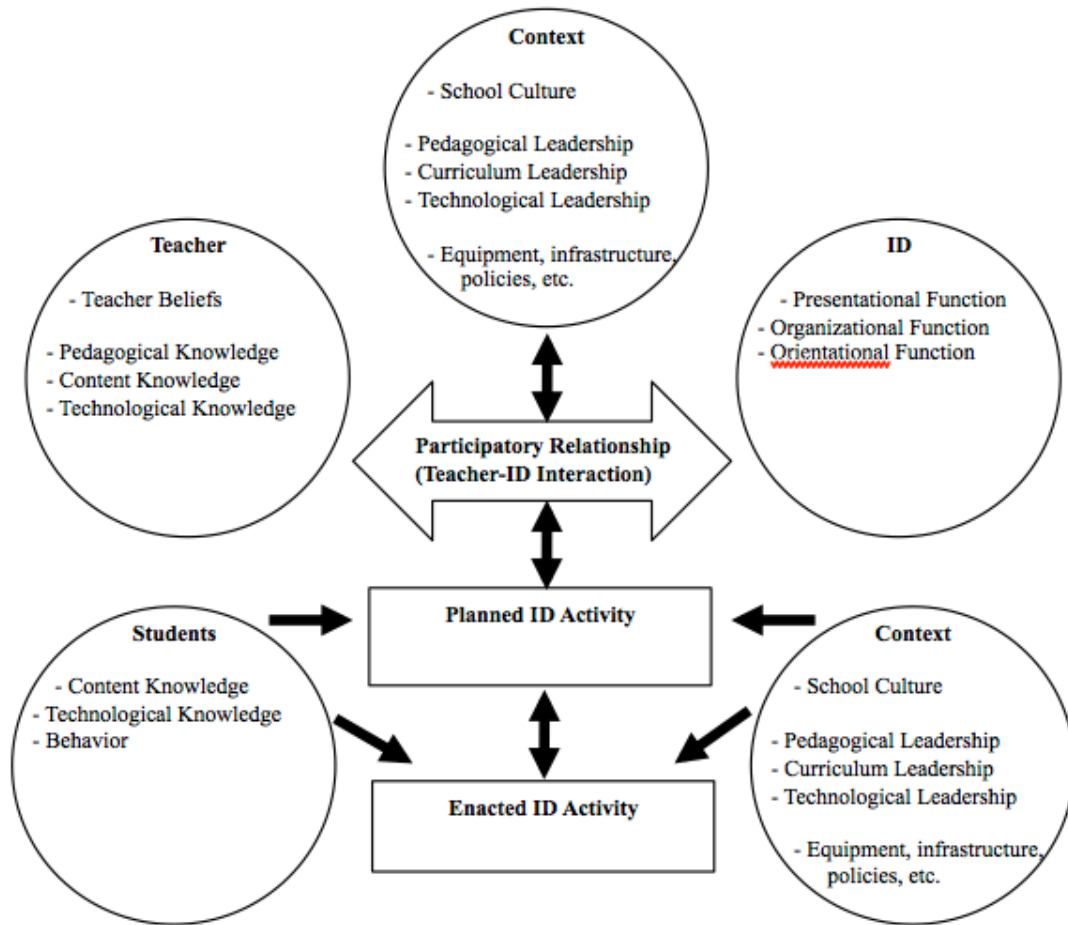 Context
- School Culture
- Pedagogical Leadership
- Curriculum Leadership
- Technological Leadership
- Equipment, infrastructure,
policies, etc.
Teacher
- Teacher Beliefs
- Pedagogical Knowledge
- Content Knowledge
- Technological Knowledge
ID
- Presentational Function
- Organizational Function
- Orientational Function
Participatory Relationship
(Teacher-ID Interaction)
Planned ID Activity
Students
- Content Knowledge
- Technological Knowledge
- Behavior
Context
- School Culture
- Pedagogical Leadership
- Curriculum Leadership
- Technological Leadership
- Equipment, infrastructure,
policies, etc.
Enacted ID Activity